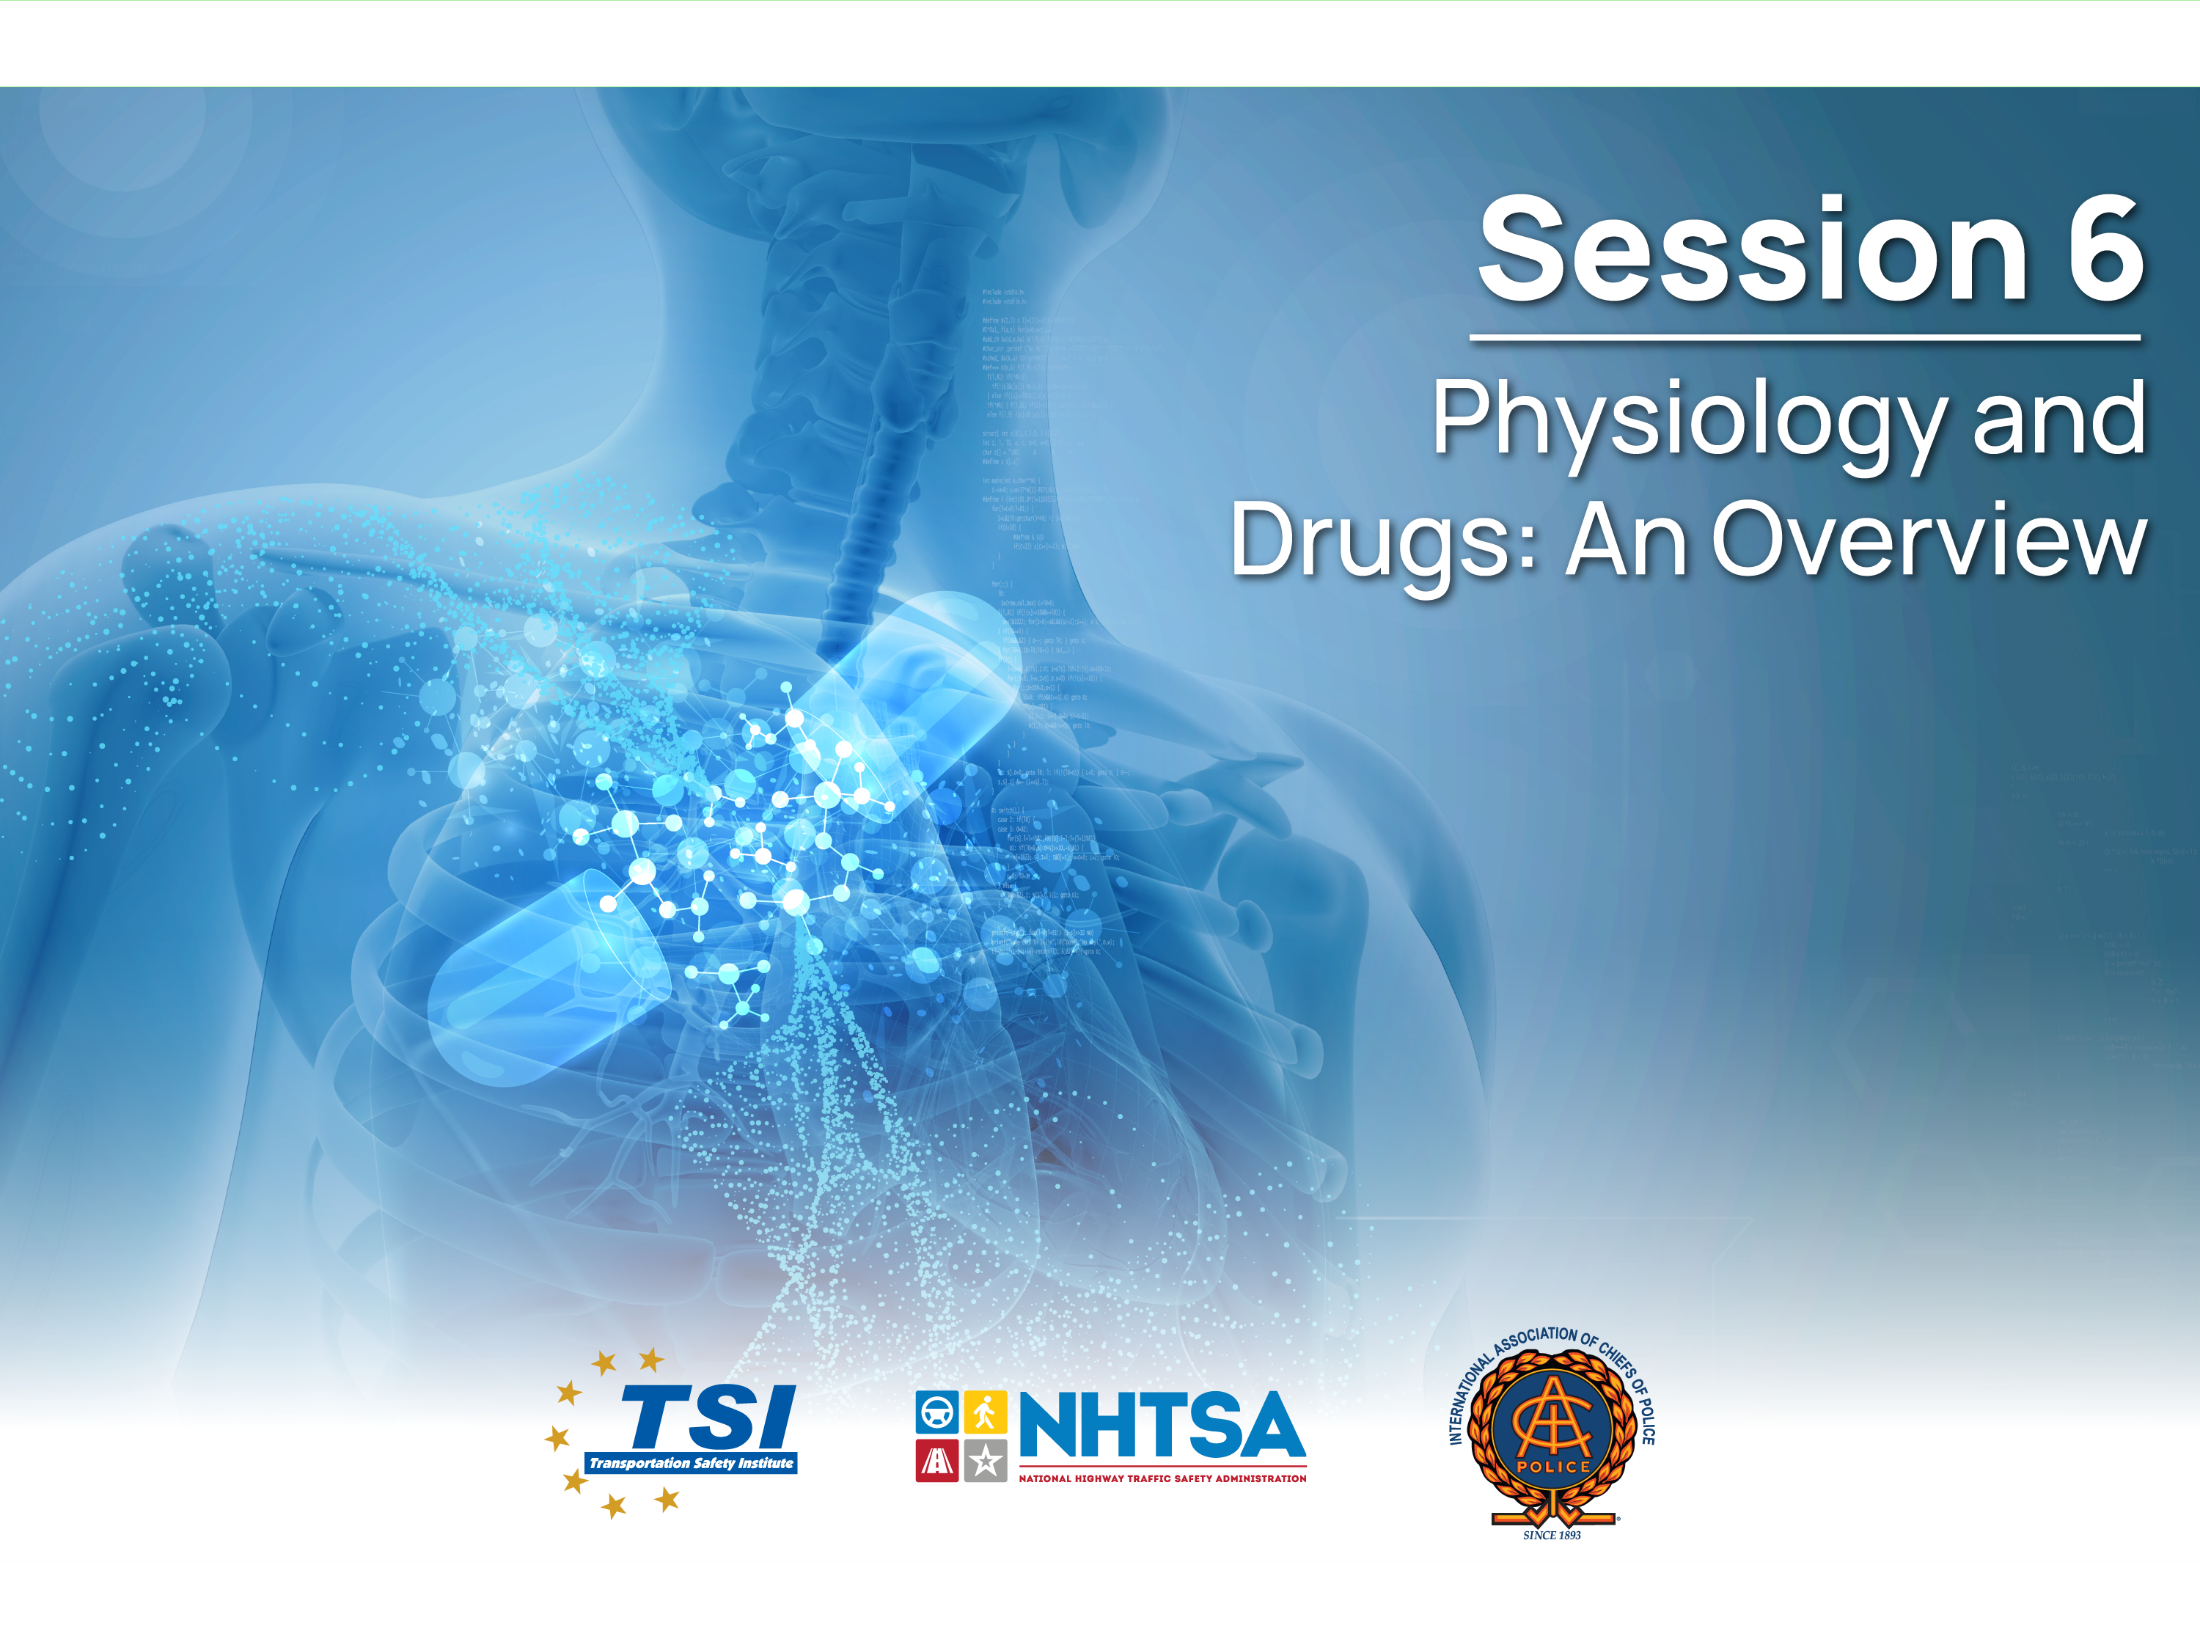 Session 6
Physiology and
Drugs: An Overview
TSI
Transportation Safety Institute
NHTSA
NATIONAL HIGHWAY TRAFFIC SAFETY ADMINISTRATION
INTERNATIONAL ASSOCIATION OF CHIEFS OF POLICE
POLICE
SINCE 1893